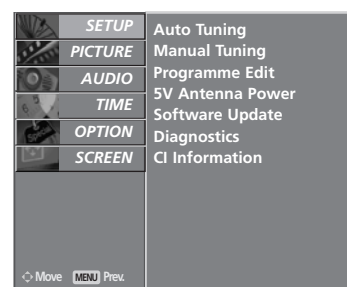 SETUP
PICTURE
AUDIO
TIME
OPTION
SCREEN
Auto Tuning
Manual Tuning
Programme Edit
5V Antenna Power
Software Update
Diagnostics
CI Information
Move MENU Prev.